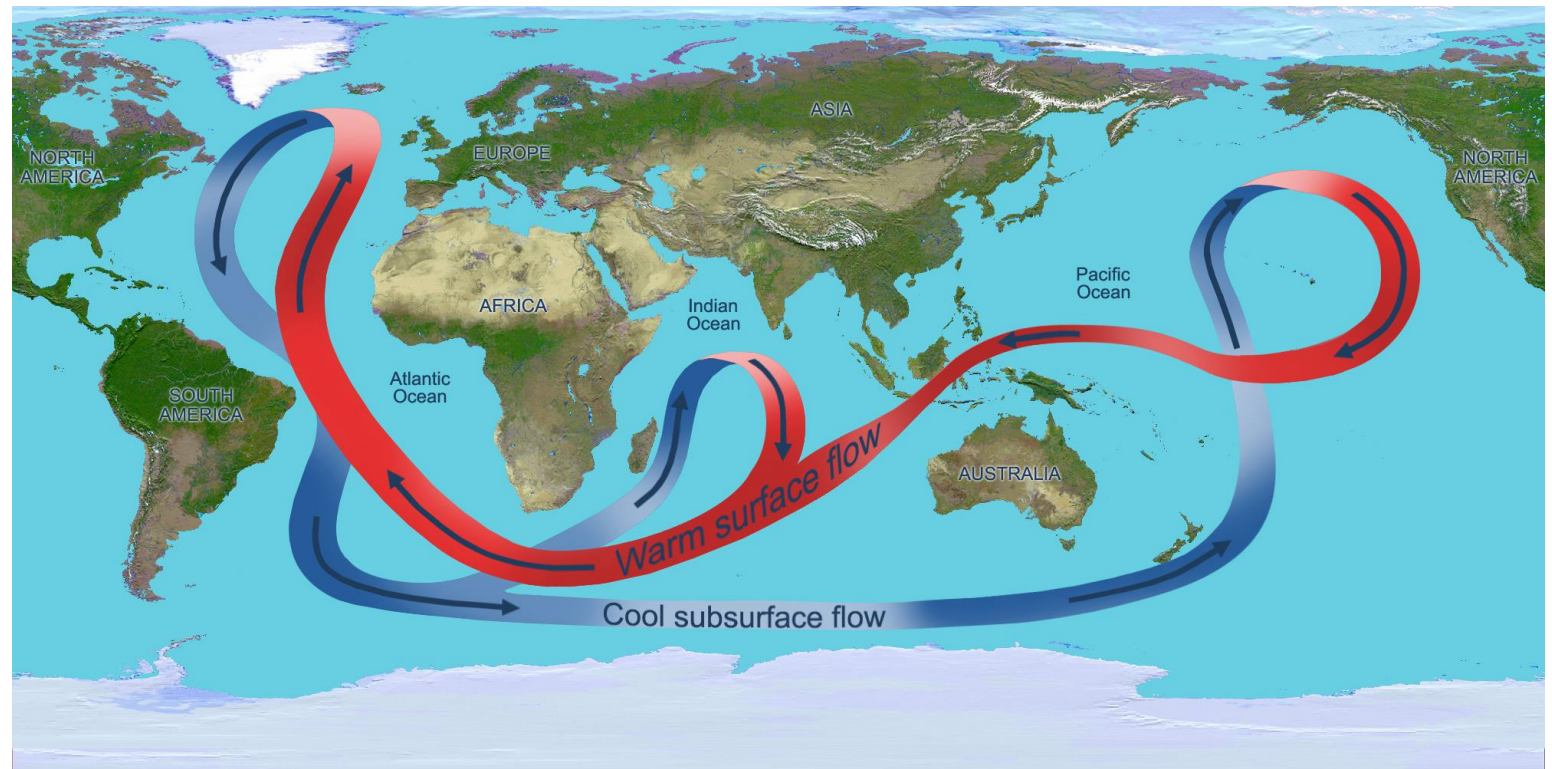 ASIA
NORTH
AMERICA
EUROPE
NORTH
AMERICA
Pacific
Ocean
AFRICA
Indian
Ocean
Atlantic
Ocean
SOUTH
AMERICA
AUSTRALIA
Warm surface flow
Cool subsurface flow